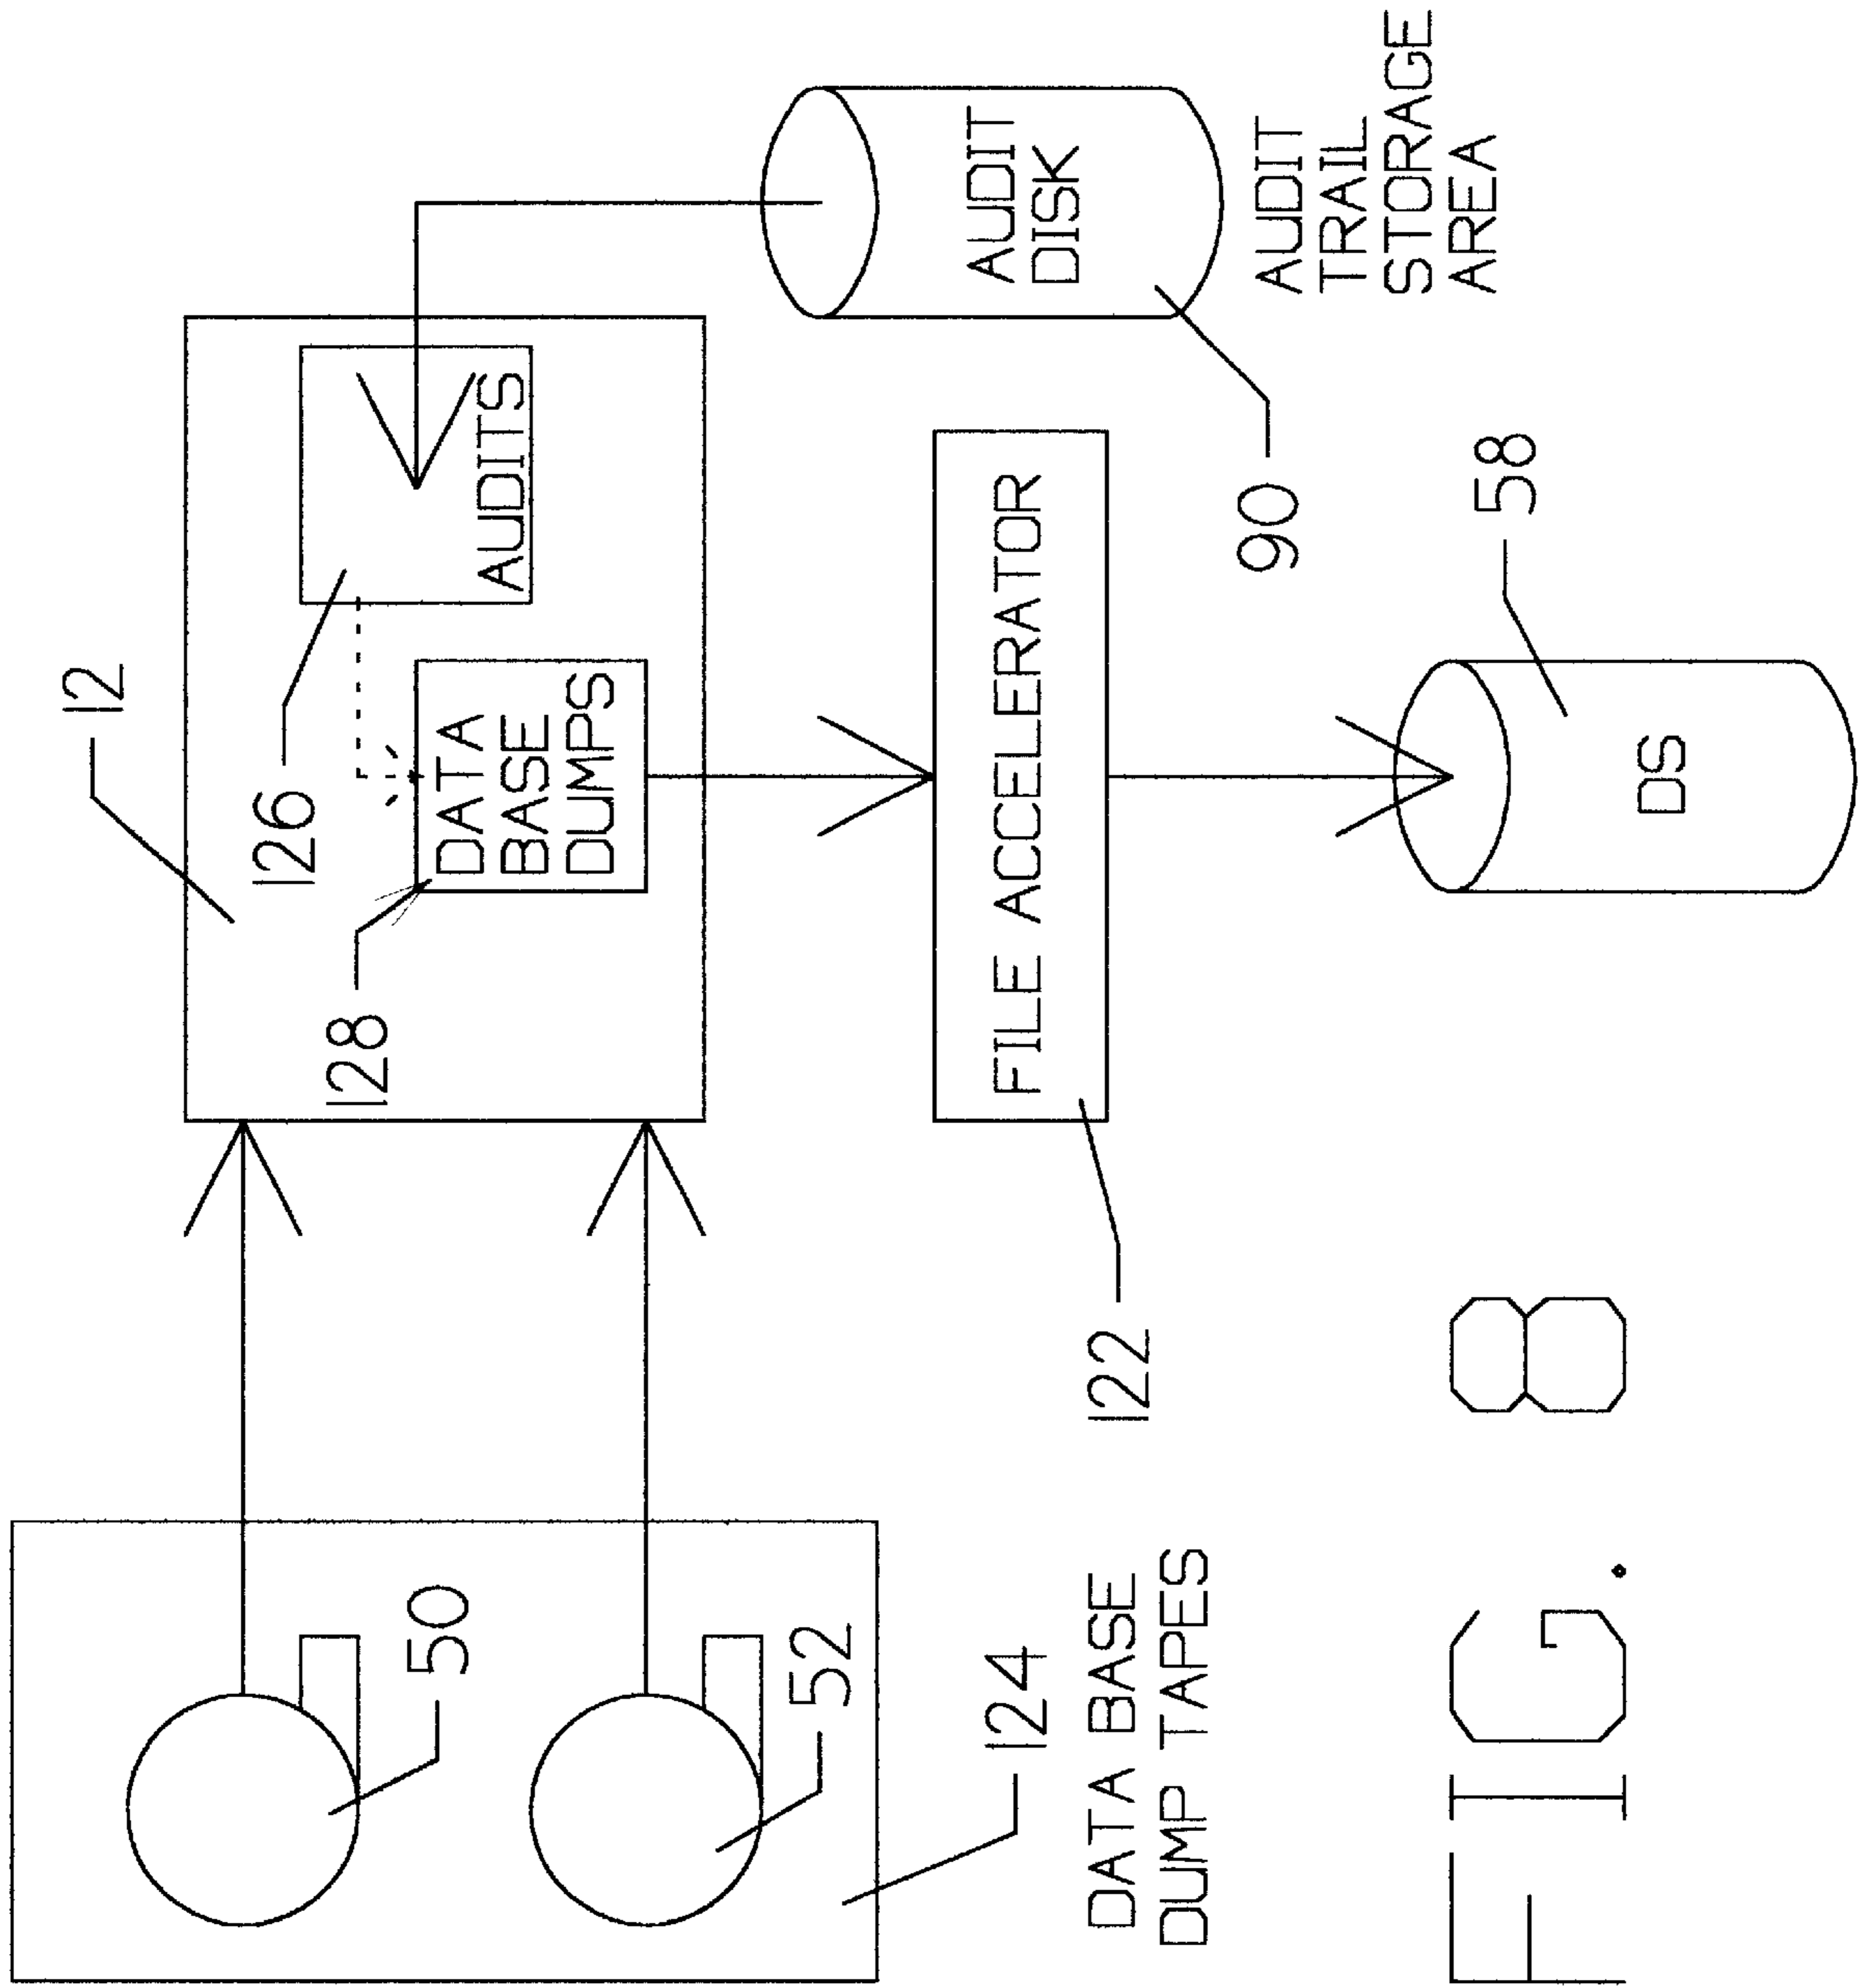 12
126
AUDITS
128
DATA
BASE
DUMPS
50
52
124
DATA BASE
DUMP TAPES
FILE ACCELERATOR
122
AUDIT
DISK
90
AUDIT
TRAIL
STORAGE
AREA
DS
58
FIG. 8